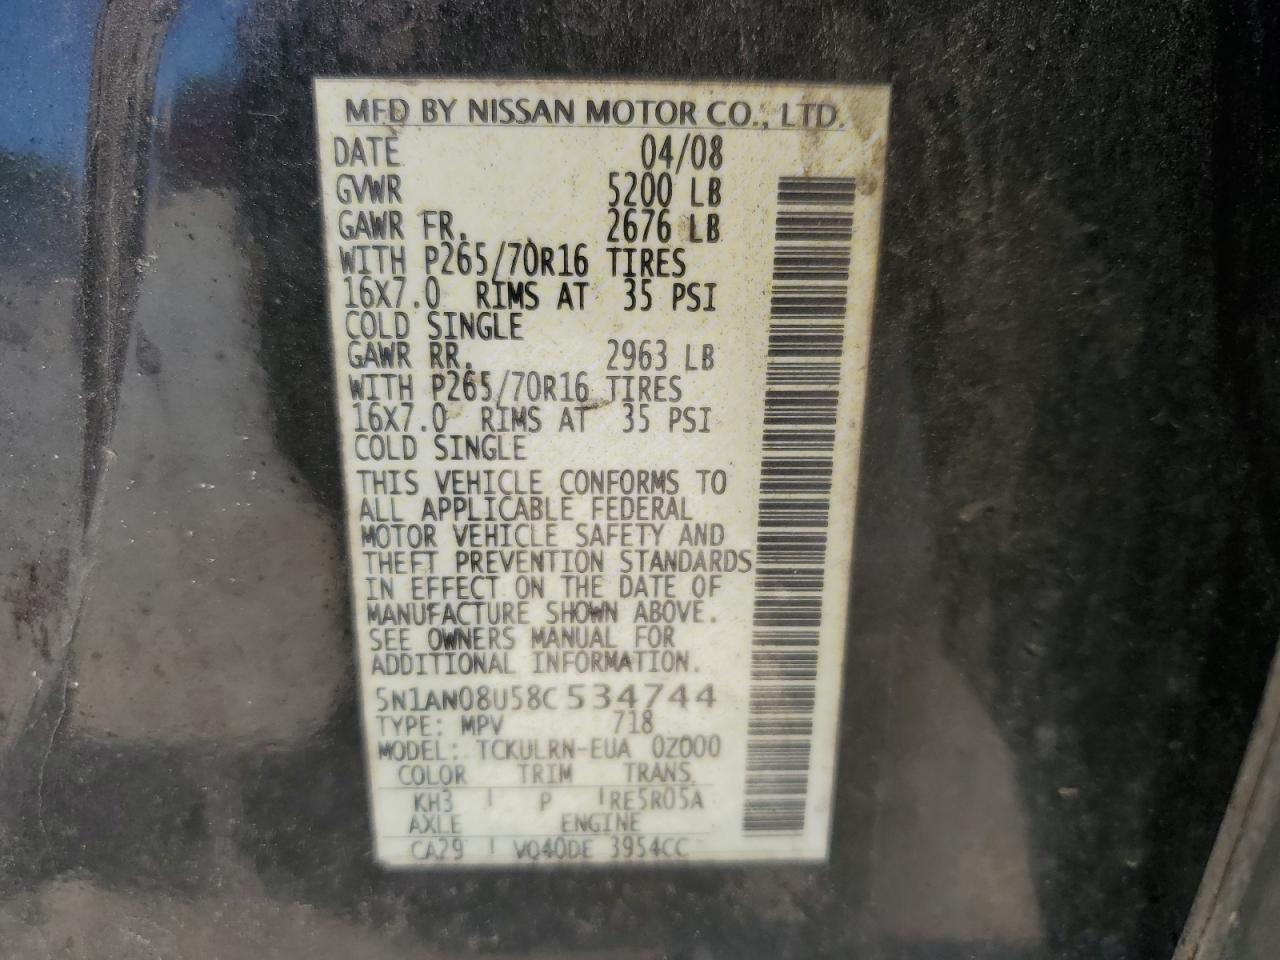 MFD BY NISSAN MOTOR CO., LTD.
DATE 04/08
GVWR 5200 LB
GAWR FR. 2676 LB
WITH P265/70R16 TIRES
16X7.0 RIMS AT 35 PSI
COLD SINGLE
GAWR RR. 2963 LB
WITH P265/70R16 TIRES
16X7.0 RIMS AT 35 PSI
COLD SINGLE
THIS VEHICLE CONFORMS TO
ALL APPLICABLE FEDERAL
MOTOR VEHICLE SAFETY AND
THEFT PREVENTION STANDARDS
IN EFFECT ON THE DATE OF
MANUFACTURE SHOWN ABOVE.
SEE OWNERS MANUAL FOR
ADDITIONAL INFORMATION.
5N1AN08U58C534744
TYPE: MPV 718
MODEL: TCKULRN-EUA 0Z000
COLOR TRIM TRANS.
KH3 P RE5R05A
AXLE ENGINE
CA29 VQ40DE 3954CC